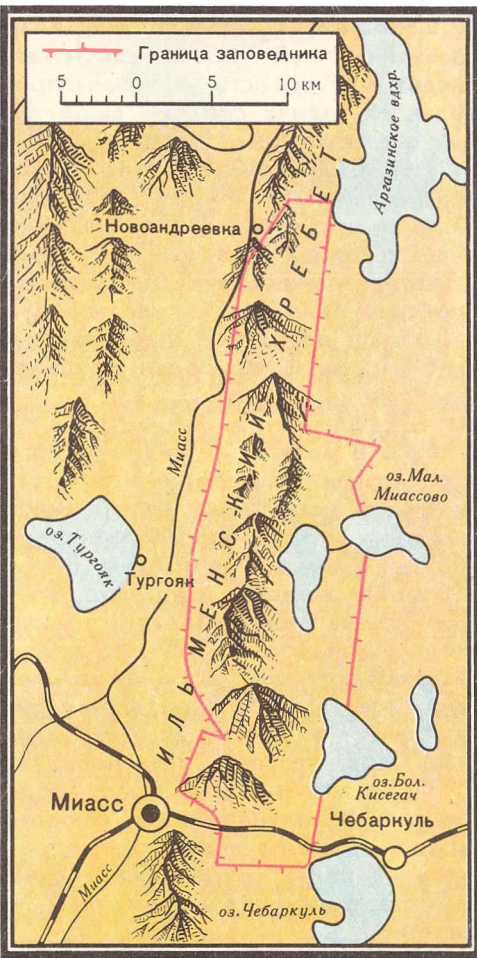 Граница заповедника
5 0 5 10 км
Аргазинское вдхр.
Новоандреевка
ИЛЬМЕНСКИЙ ХРЕБЕТ
Миасс
оз. Мал.
Миассово
оз. Тургояк
Тургояк
оз. Бол.
Кисегач
Миасс
Чебаркуль
Миасс
оз. Чебаркуль